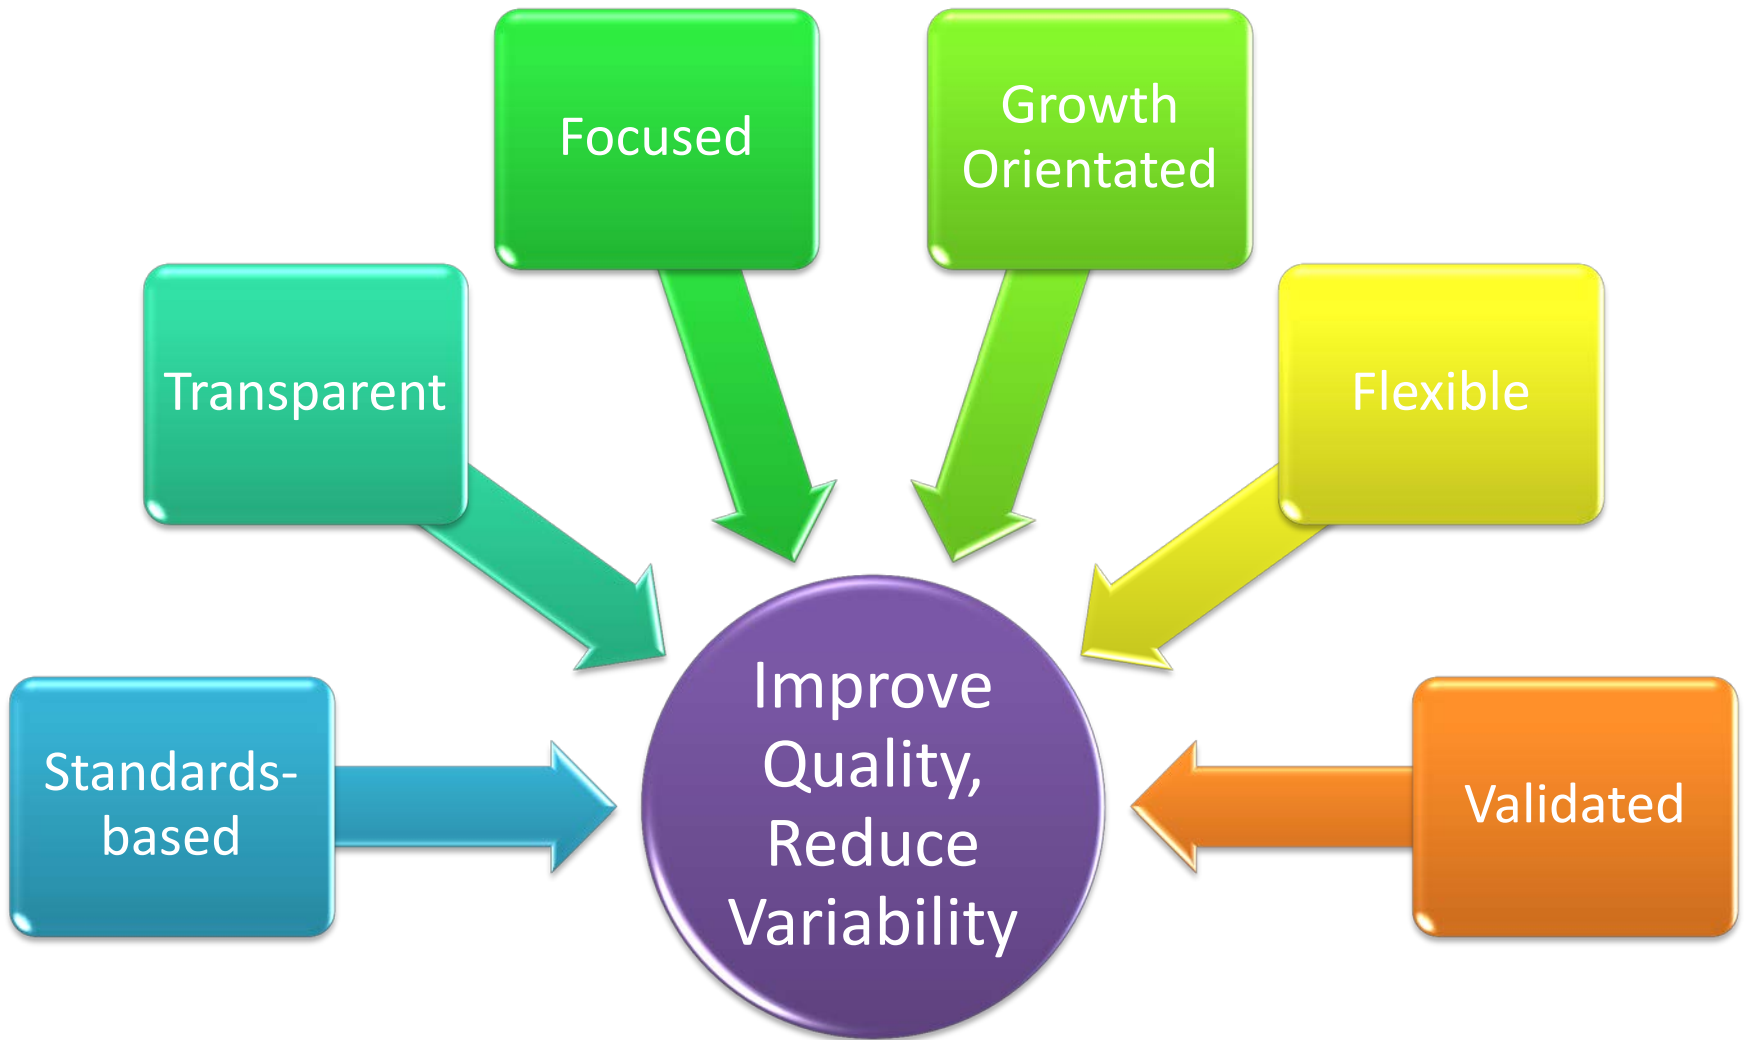 Focused
Growth
Orientated
Transparent
Flexible
Standards-
based
Improve
Quality,
Reduce
Variability
Validated